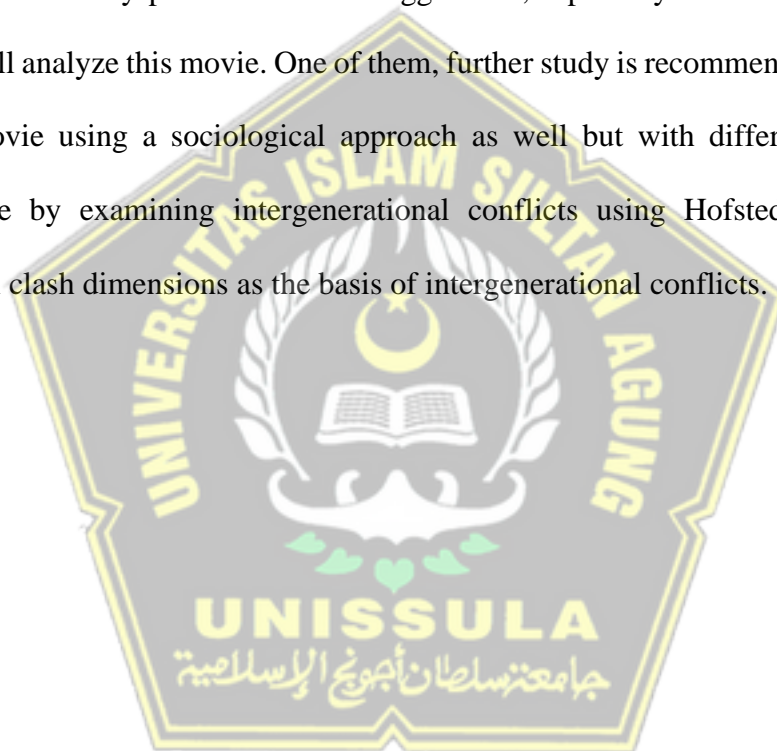 ll analyze this movie. One of them, further study is recommen
ovie using a sociological approach as well but with differ
e by examining intergenerational conflicts using Hofsted
clash dimensions as the basis of intergenerational conflicts.
UNIVERSITAS ISLAM SULTAN AGUNG
UNISSULA
جامعتنسلطان أجونج الإسلامية